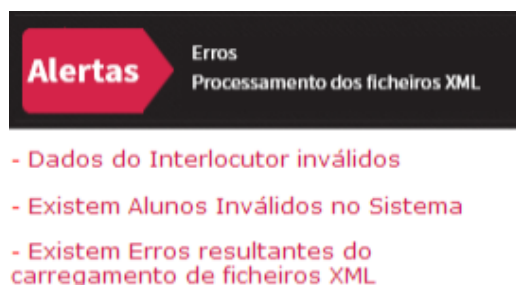 Alertas
Erros
Processamento dos ficheiros XML
- Dados do Interlocutor inválidos
- Existem Alunos Inválidos no Sistema
- Existem Erros resultantes do
carregamento de ficheiros XML